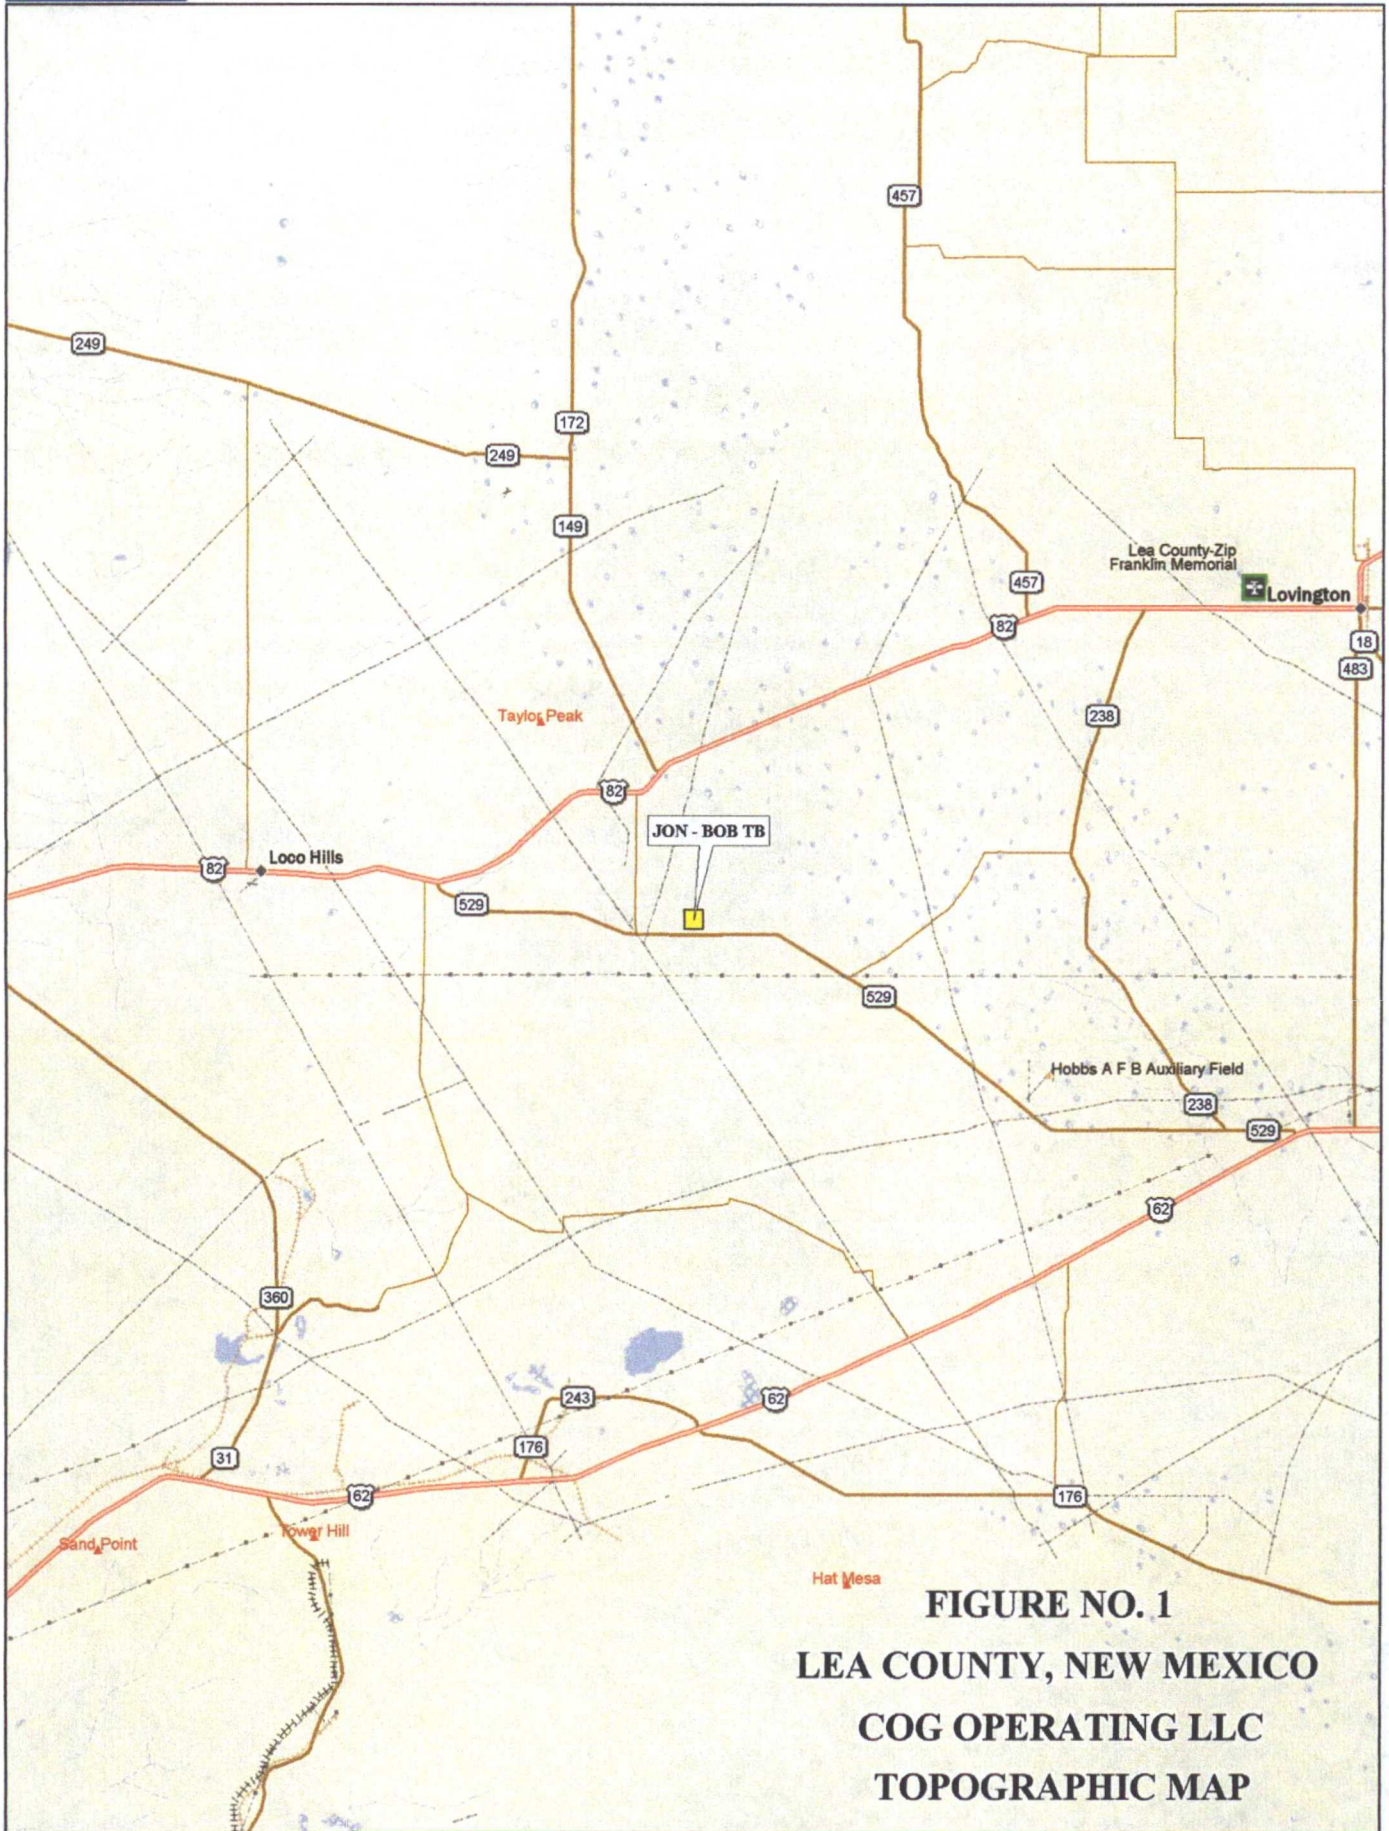 457
249
172
249
149
Lea County-Zip
Franklin Memorial
Lovington
457
82
18
483
238
Taylor Peak
82
JON - BOB TB
Loco Hills
82
529
529
Hobbs A F B Auxiliary Field
238
529
62
360
243
62
176
31
62
176
Tower Hill
Sand Point
Hat Mesa
FIGURE NO. 1
LEA COUNTY, NEW MEXICO
COG OPERATING LLC
TOPOGRAPHIC MAP